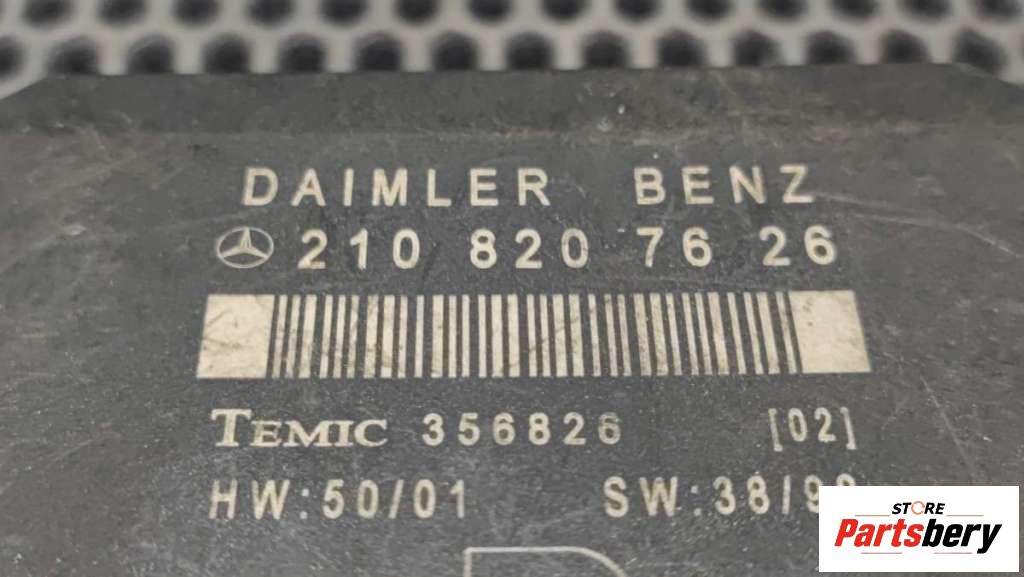 DAIMLER BENZ
210 820 76 26
TEMIC 356826 [02]
HW:50/01 SW:38/9
STORE
Partsbery